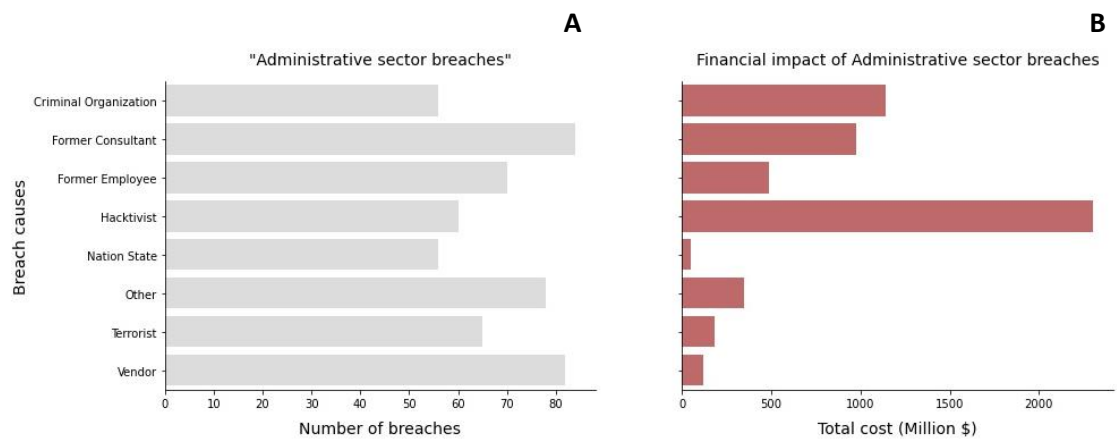 A
B
"Administrative sector breaches"
Financial impact of Administrative sector breaches
Breach causes
Criminal Organization
Former Consultant
Former Employee
Hacktivist
Nation State
Other
Terrorist
Vendor
0 10 20 30 40 50 60 70 80
0 500 1000 1500 2000
Number of breaches
Total cost (Million $)